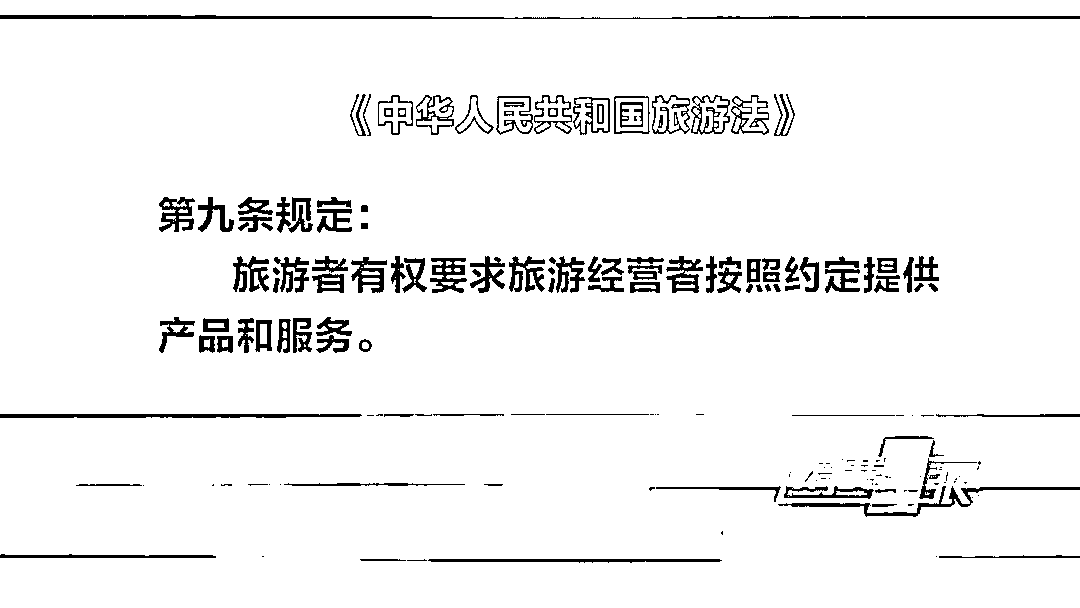 《中华人民共和国旅游法》
第九条规定：
旅游者有权要求旅游经营者按照约定提供
产品和服务。